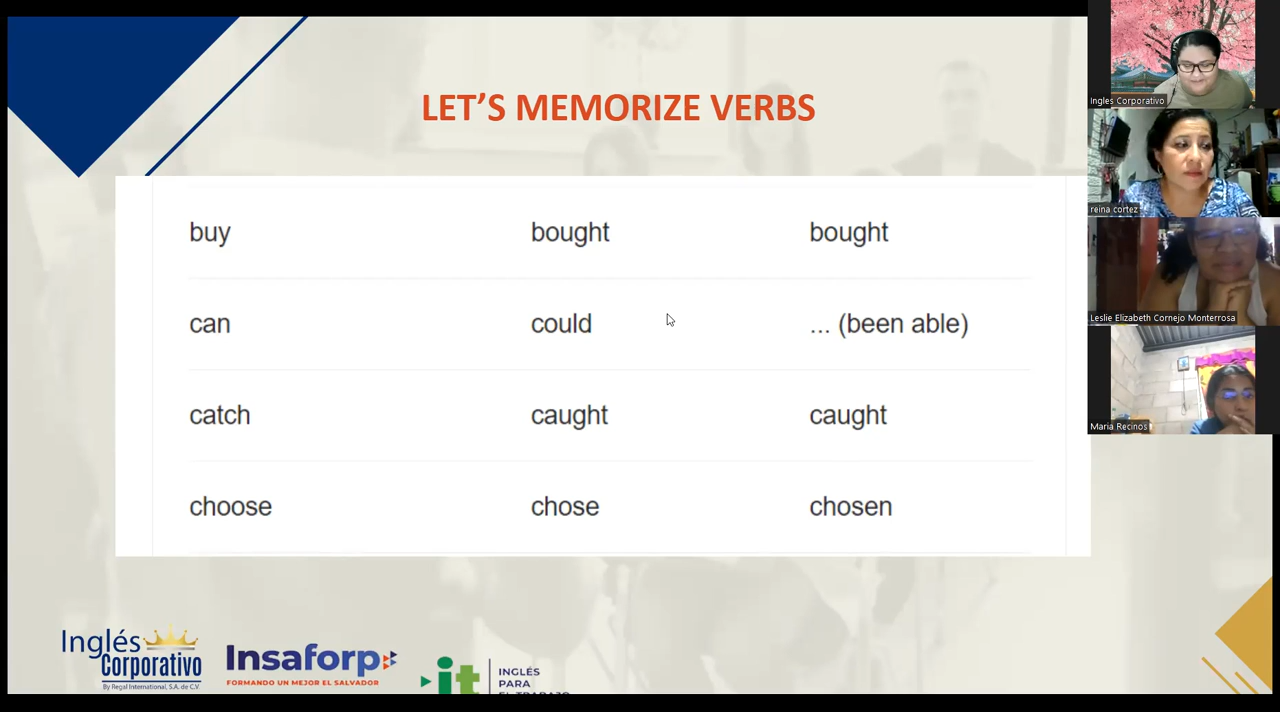 LET'S MEMORIZE VERBS
buy bought bought
can could ... (been able)
catch caught caught
choose chose chosen
Inglés
Corporativo
By Regal International, S.A. de C.V.
Insaforp
FORMANDO UN MEJOR EL SALVADOR
it
INGLÉS
PARA
Ingles Corporativo
reina cortez
Leslie Elizabeth Cornejo Monterrosa
Maria Recinos